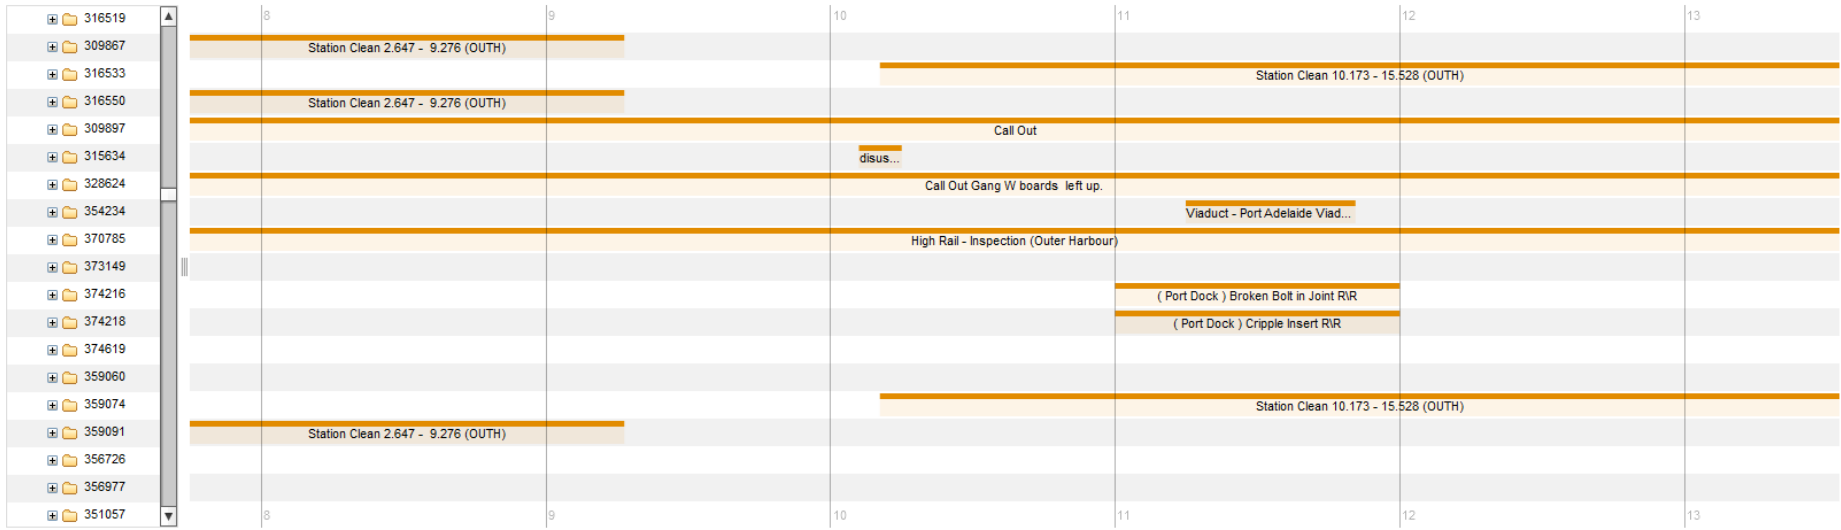 316519 8 9 10 11 12 13
309867 Station Clean 2.647 - 9.276 (OUTH)
316533 Station Clean 10.173 - 15.528 (OUTH)
316550 Station Clean 2.647 - 9.276 (OUTH)
309897 Call Out
315634 disus...
328624 Call Out Gang W boards left up.
354234 Viaduct - Port Adelaide Viad...
370785 High Rail - Inspection (Outer Harbour)
373149
374216 ( Port Dock ) Broken Bolt in Joint R\R
374218 ( Port Dock ) Cripple Insert R\R
374619
359060
359074 Station Clean 10.173 - 15.528 (OUTH)
359091 Station Clean 2.647 - 9.276 (OUTH)
356726
356977
351057 8 9 10 11 12 13